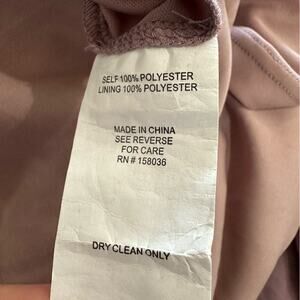 SELF 100% POLYESTER
LINING 100% POLYESTER
MADE IN CHINA
SEE REVERSE
FOR CARE
RN # 158036
DRY CLEAN ONLY